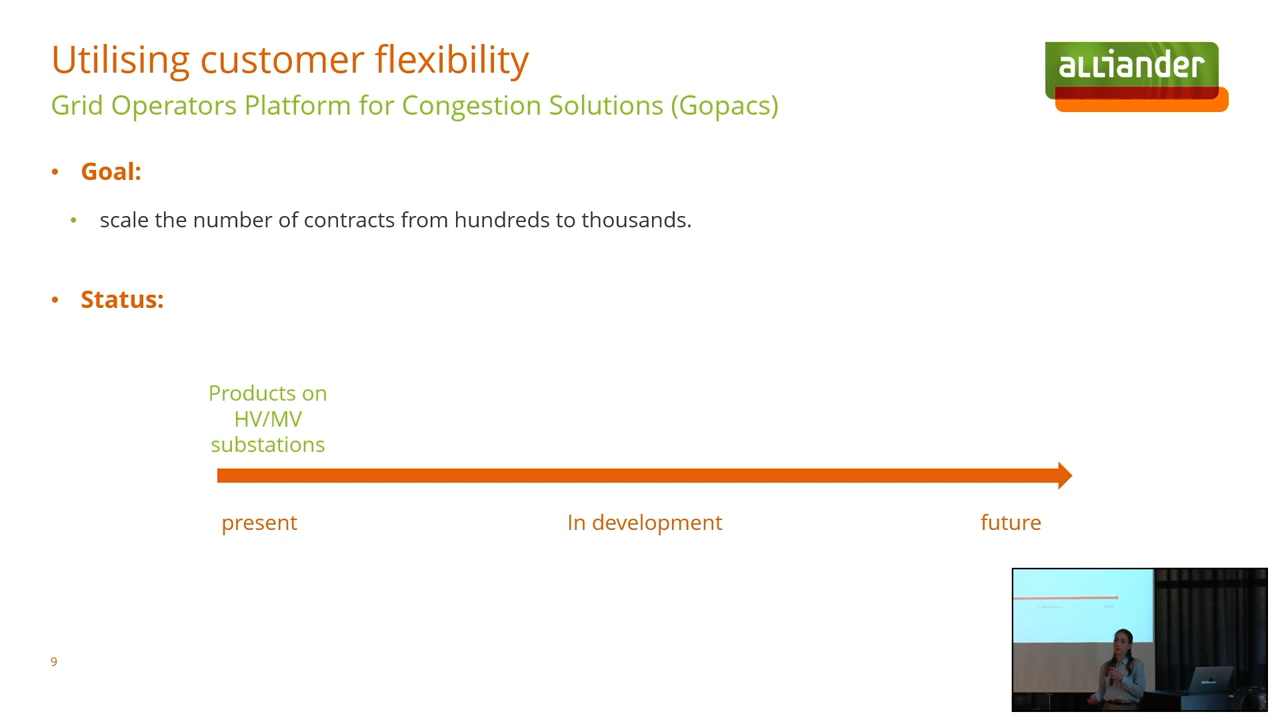 Utilising customer flexibility
alliander
Grid Operators Platform for Congestion Solutions (Gopacs)
• Goal:
• scale the number of contracts from hundreds to thousands.
• Status:
Products on
HV/MV
substations
present
In development
future
9